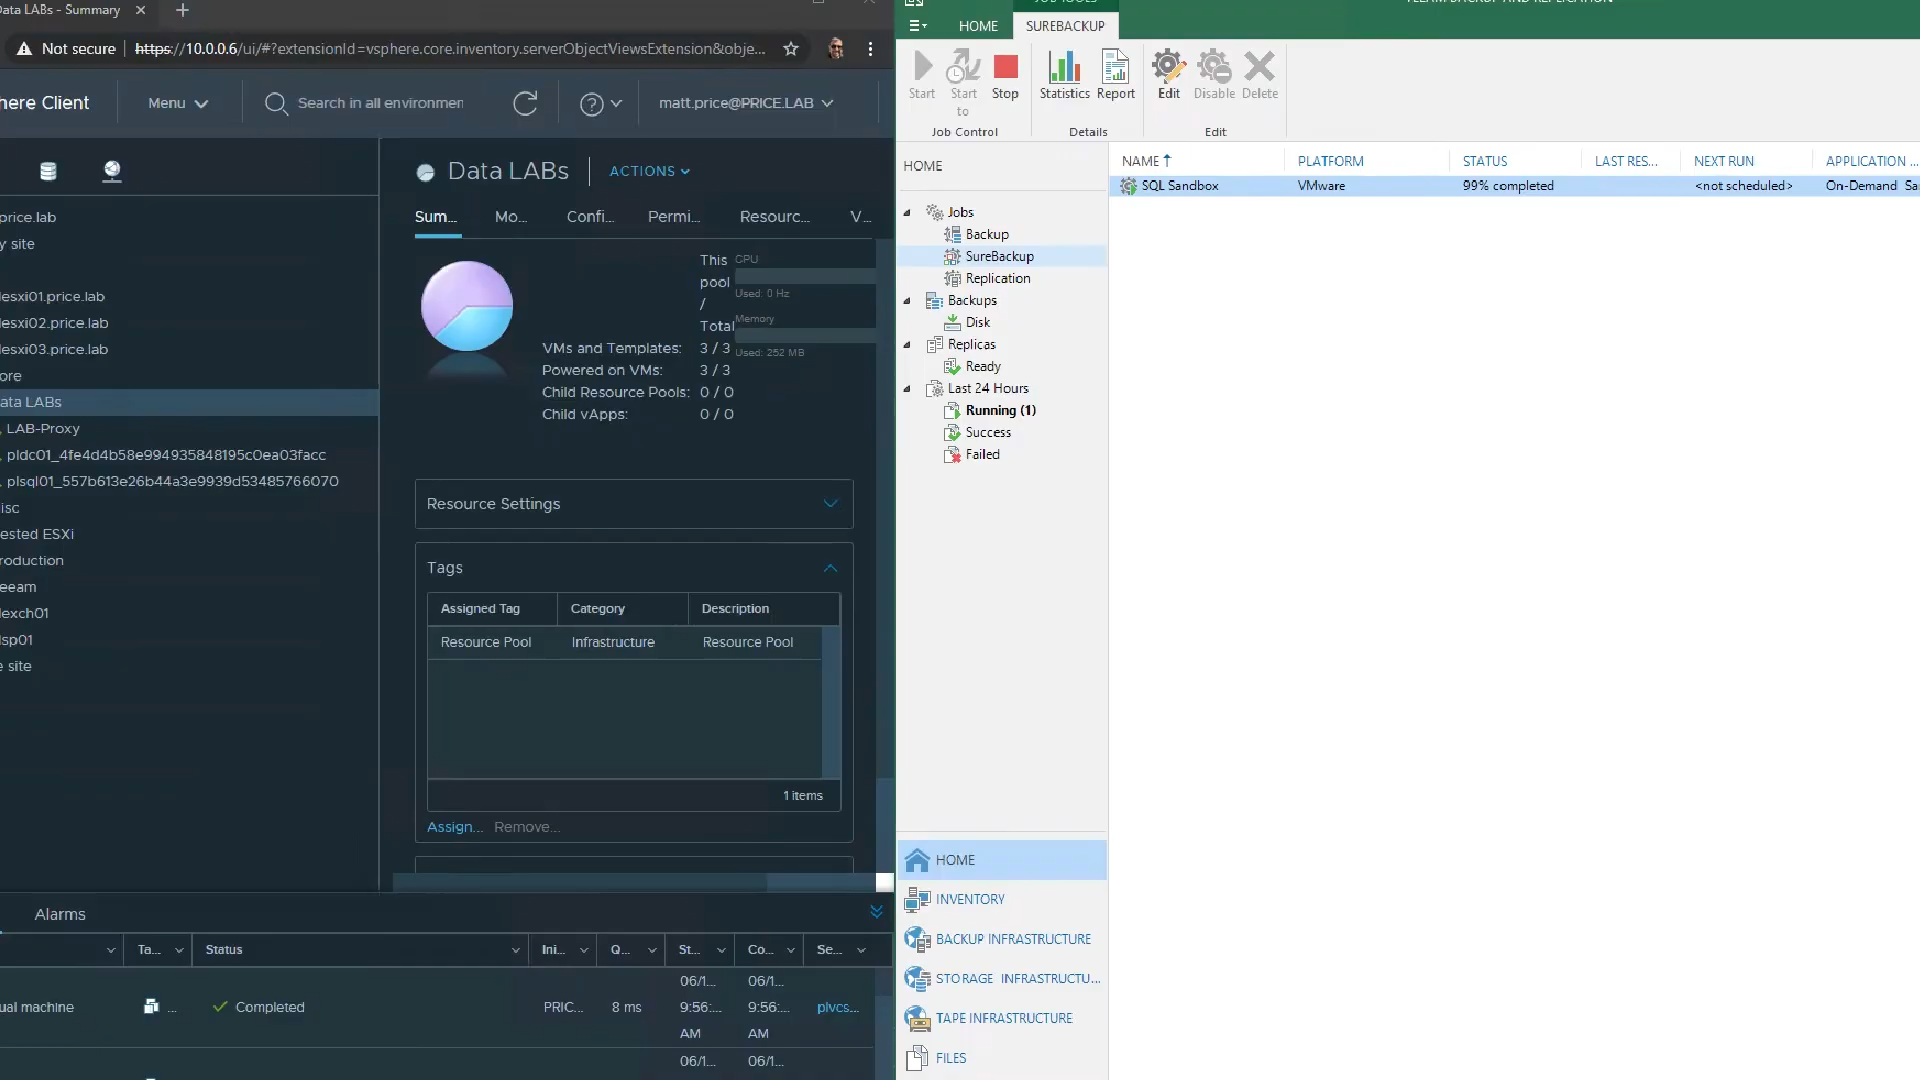 Data LABs - Summary
Not secure
https://10.0.0.6/ui/#?extensionId=vsphere.core.inventory.serverObjectViewsExtension&obje...
here Client
Menu
Search in all environmen
matt.price@PRICE.LAB
price.lab
y site
esxi01.price.lab
esxi02.price.lab
esxi03.price.lab
ore
ata LABs
LAB-Proxy
pldc01_4fe4d4b58e994935848195c0ea03facc
plsql01_557b613e26b44a3e9939d53485766070
isc
ested ESXi
roduction
eeam
lexch01
lsp01
e site
Data LABs
ACTIONS
Sum...
Mo...
Confi...
Permi...
Resourc...
V...
This
pool
/
Total
CPU
Used: 0 Hz
Memory
Used: 252 MB
VMs and Templates: 3 / 3
Powered on VMs: 3 / 3
Child Resource Pools: 0 / 0
Child vApps: 0 / 0
Resource Settings
Tags
Assigned Tag Category Description
Resource Pool Infrastructure Resource Pool
1 items
Assign... Remove...
Alarms
Ta... Status Ini... Q... St... Co... Se...
ual machine ... Completed PRIC... 8 ms 06/1... 9:56:... AM 06/1... 9:56:... AM plvcs...
06/1... 06/1...
VEEAM BACKUP AND REPLICATION
JOB TOOLS
HOME
SUREBACKUP
Start
Start to
Stop
Statistics
Report
Edit
Disable
Delete
Job Control
Details
Edit
HOME
Jobs
Backup
SureBackup
Replication
Backups
Disk
Replicas
Ready
Last 24 Hours
Running (1)
Success
Failed
HOME
INVENTORY
BACKUP INFRASTRUCTURE
STORAGE INFRASTRUCTU...
TAPE INFRASTRUCTURE
FILES
NAME PLATFORM STATUS LAST RES... NEXT RUN APPLICATION ...
SQL Sandbox VMware 99% completed <not scheduled> On-Demand Sa